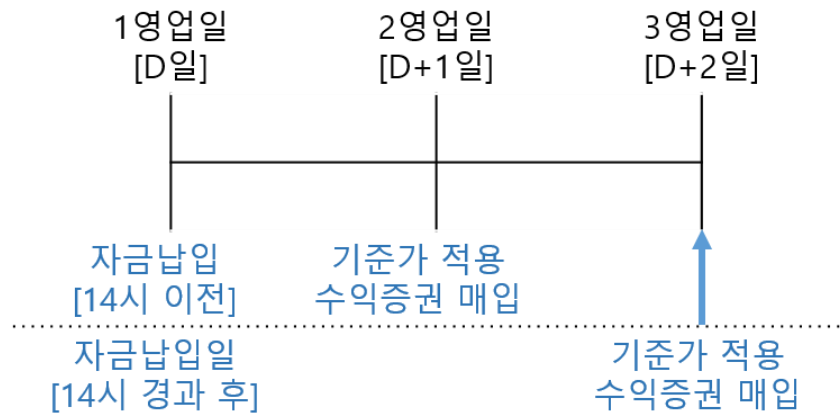 1영업일
[D일]
2영업일
[D+1일]
3영업일
[D+2일]
자금납입
[14시 이전]
기준가 적용
수익증권 매입
자금납입일
[14시 경과 후]
기준가 적용
수익증권 매입